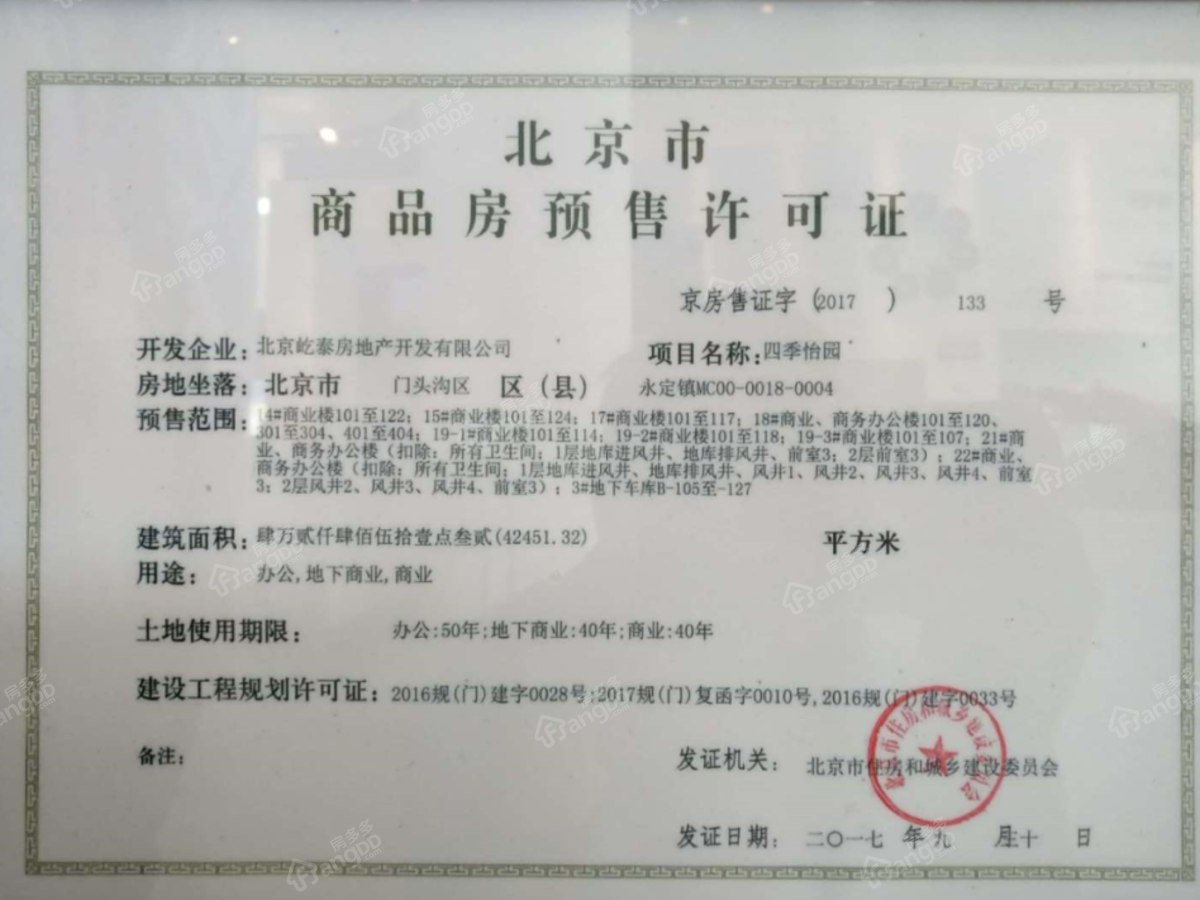 北京市
商品房预售许可证
京房售证字(2017)133号
开发企业：北京屹泰房地产开发有限公司 项目名称：四季怡园
房地坐落：北京市 门头沟区 区（县） 永定镇MC00-0018-0004
预售范围：14#商业楼101至122; 15#商业楼101至124; 17#商业楼101至117; 18#商业、商务办公楼101至120、
301至304、401至404; 19-1#商业楼101至114; 19-2#商业楼101至118; 19-3#商业楼101至107; 21#商
业、商务办公楼（扣除: 所有卫生间; 1层地库进风井、地库排风井、前室3; 2层前室3）; 22#商业、
商务办公楼（扣除: 所有卫生间; 1层地库进风井、地库排风井、风井1、风井2、风井3、风井4、前室
3; 2层风井2、风井3、风井4、前室3）; 3#地下车库B-105至-127
建筑面积：肆万贰仟肆佰伍拾壹点叁贰(42451.32) 平方米
用途：办公,地下商业,商业
土地使用期限：办公:50年;地下商业:40年;商业:40年
建设工程规划许可证：2016规(门)建字0028号;2017规(门)复函字0010号,2016规(门)建字0033号
备注：
发证机关：北京市住房和城乡建设委员会
发证日期：二〇一七 年九 月十 日
北京市住房和城乡建设委员会
房多多 angDD